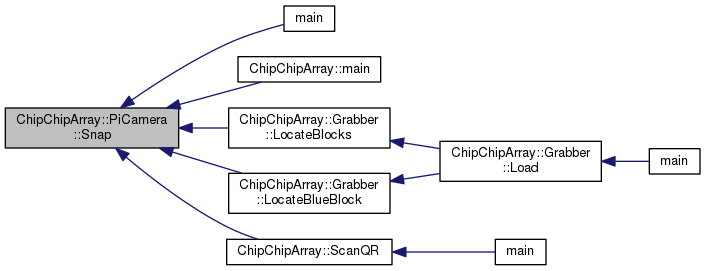 main
ChipChipArray::main
ChipChipArray::PiCamera
::Snap
ChipChipArray::Grabber
::LocateBlocks
ChipChipArray::Grabber
::Load
main
ChipChipArray::Grabber
::LocateBlueBlock
ChipChipArray::ScanQR
main